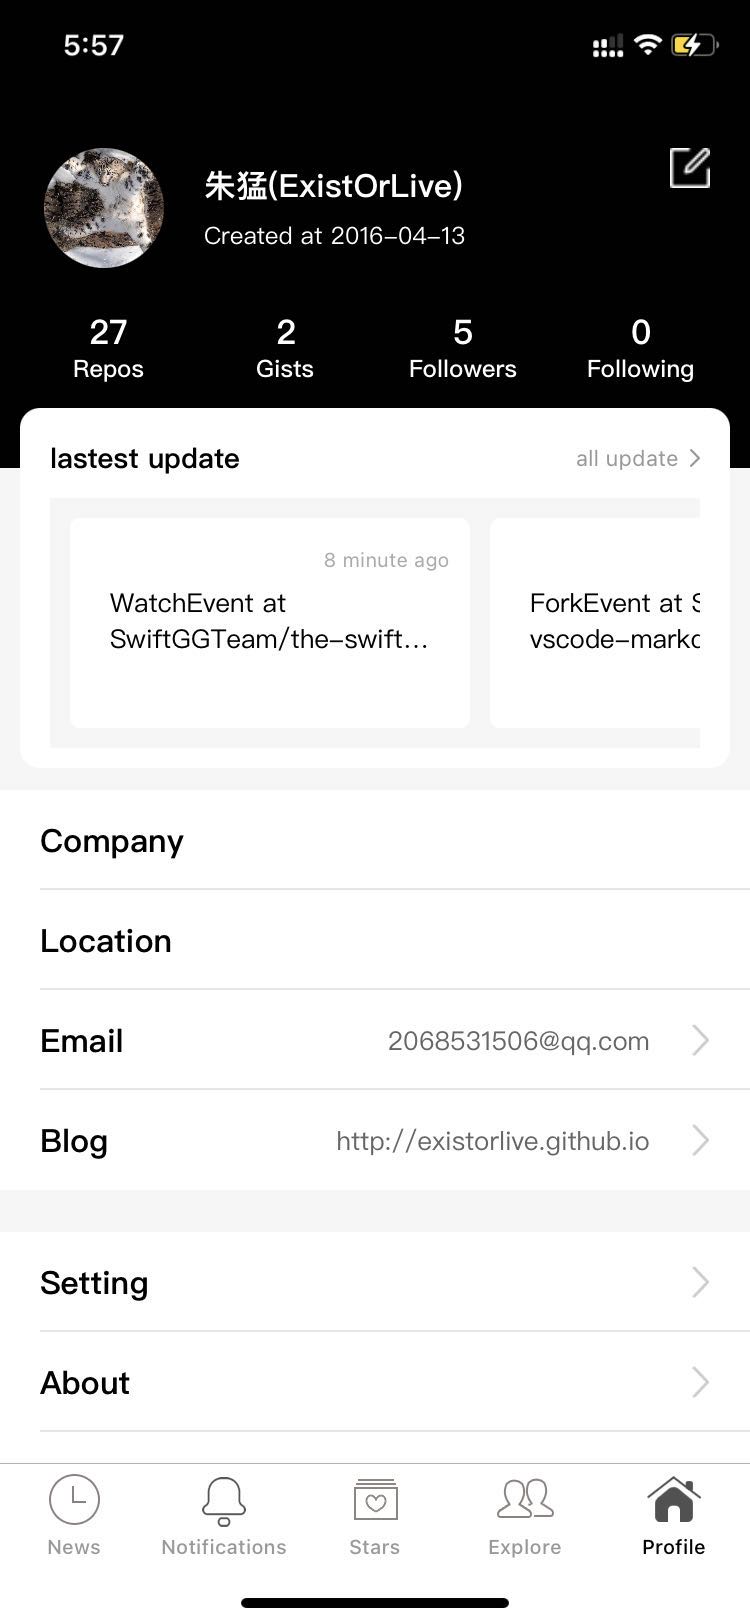 5:57
朱猛(ExistOrLive)
Created at 2016-04-13
27
2
5
0
Repos
Gists
Followers
Following
lastest update
all update
8 minute ago
WatchEvent at
SwiftGGTeam/the-swift...
ForkEvent at
vscode-mark
Company
Location
Email
2068531506@qq.com
Blog
http://existorlive.github.io
Setting
About
News
Notifications
Stars
Explore
Profile